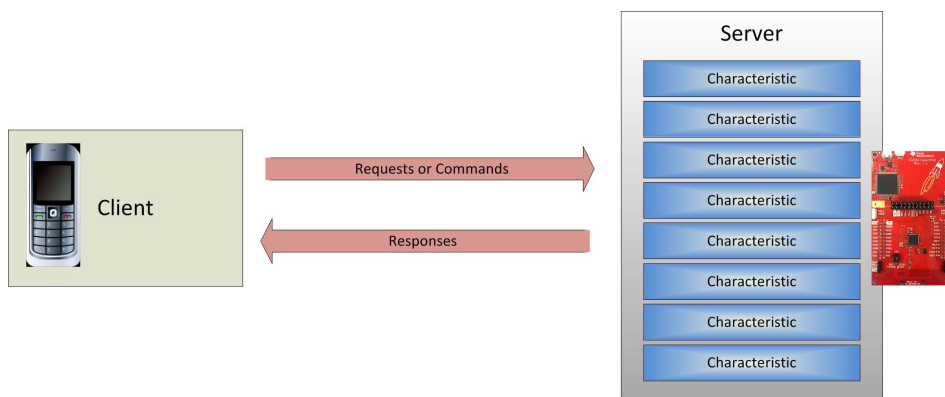 Server
Characteristic
Characteristic
Characteristic
Characteristic
Characteristic
Characteristic
Characteristic
Characteristic
Client
Requests or Commands
Responses